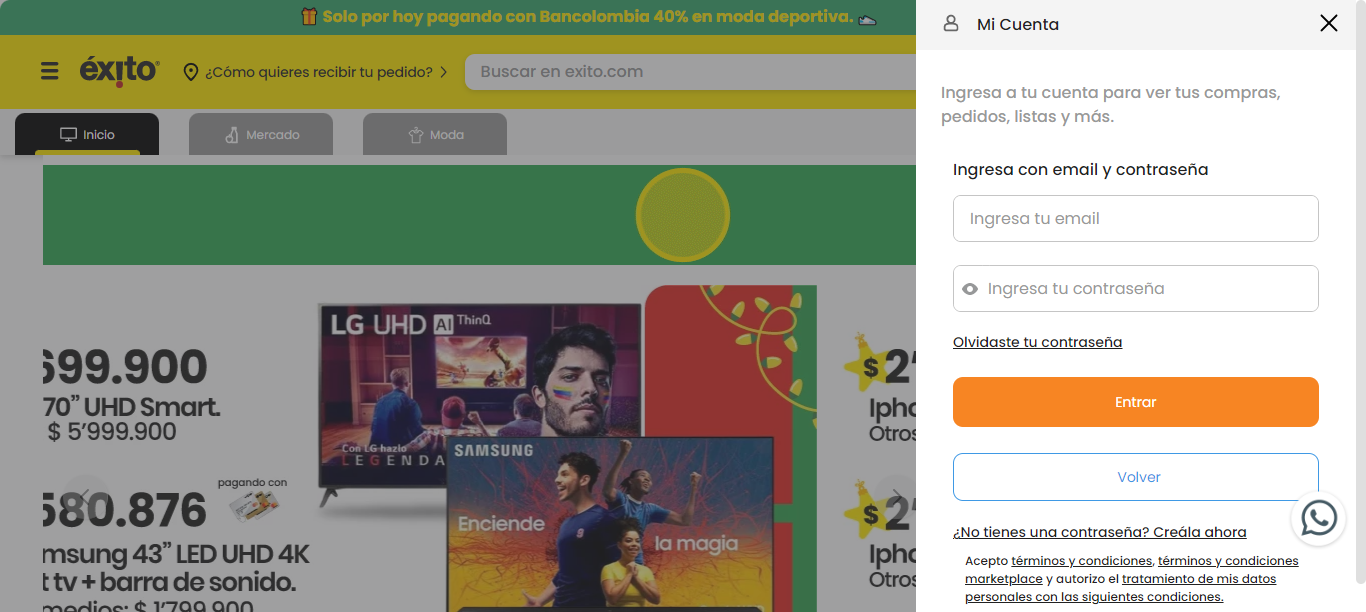 Solo por hoy pagando con Bancolombia 40% en moda deportiva.
Mi Cuenta
éxito
¿Cómo quieres recibir tu pedido?
Buscar en exito.com
Inicio
Mercado
Moda
Ingresa a tu cuenta para ver tus compras,
pedidos, listas y más.
Ingresa con email y contraseña
Ingresa tu email
Ingresa tu contraseña
Olvidaste tu contraseña
Entrar
Volver
¿No tienes una contraseña? Creála ahora
Acepto términos y condiciones, términos y condiciones
marketplace y autorizo el tratamiento de mis datos
personales con las siguientes condiciones.
699.900
70” UHD Smart.
$ 5’999.900
pagando con
580.876
msung 43” LED UHD 4K
t tv + barra de sonido.
medios: $ 1’799.900
LG UHD AI ThinQ
Con LG hazlo
LEGENDA
SAMSUNG
Enciende
la magia
$ 2'
Ipho
Otros
$ 2'
Ipho
Otros